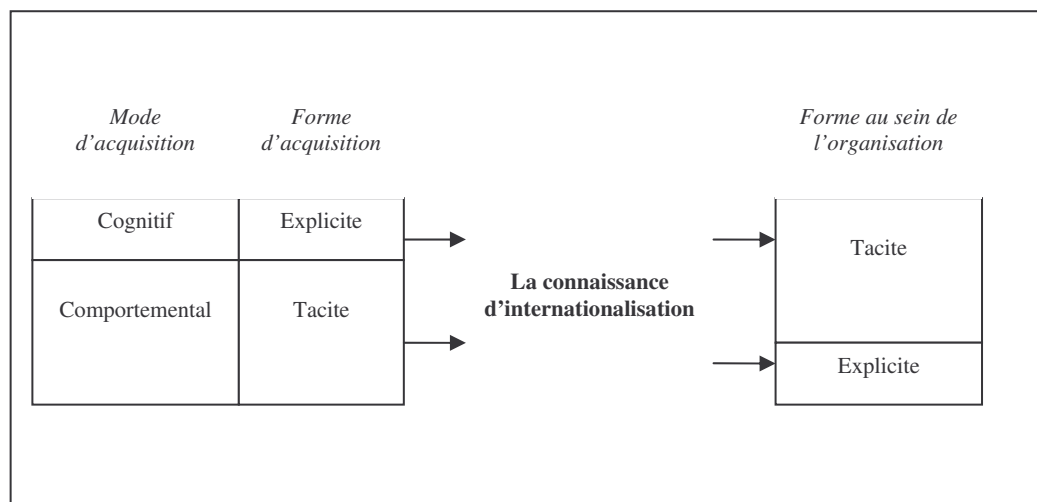 Mode
d'acquisition
Forme
d'acquisition
Forme au sein de
l'organisation
Cognitif
Explicite
Comportemental
Tacite
La connaissance
d'internationalisation
Tacite
Explicite